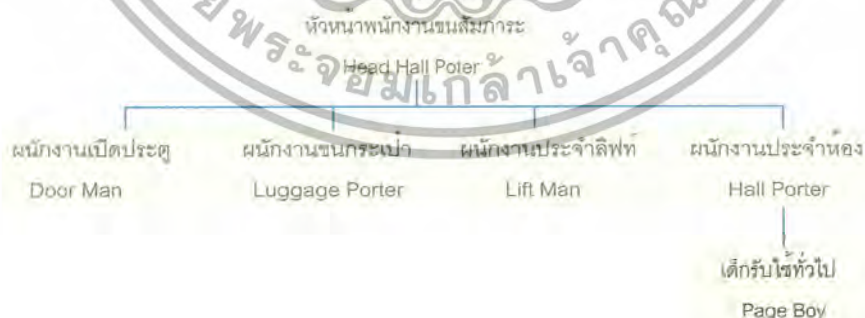 หัวหน้าพนักงานขนสัมภาระ
Head Hall Poter
ผนักงานเปิดประตู ผนักงานขนกระเป๋า ผนักงานประจำลิฟท์ ผนักงานประจำห้อง
Door Man Luggage Porter Lift Man Hall Porter
เด็กรับใช้ทั่วไป
Page Boy